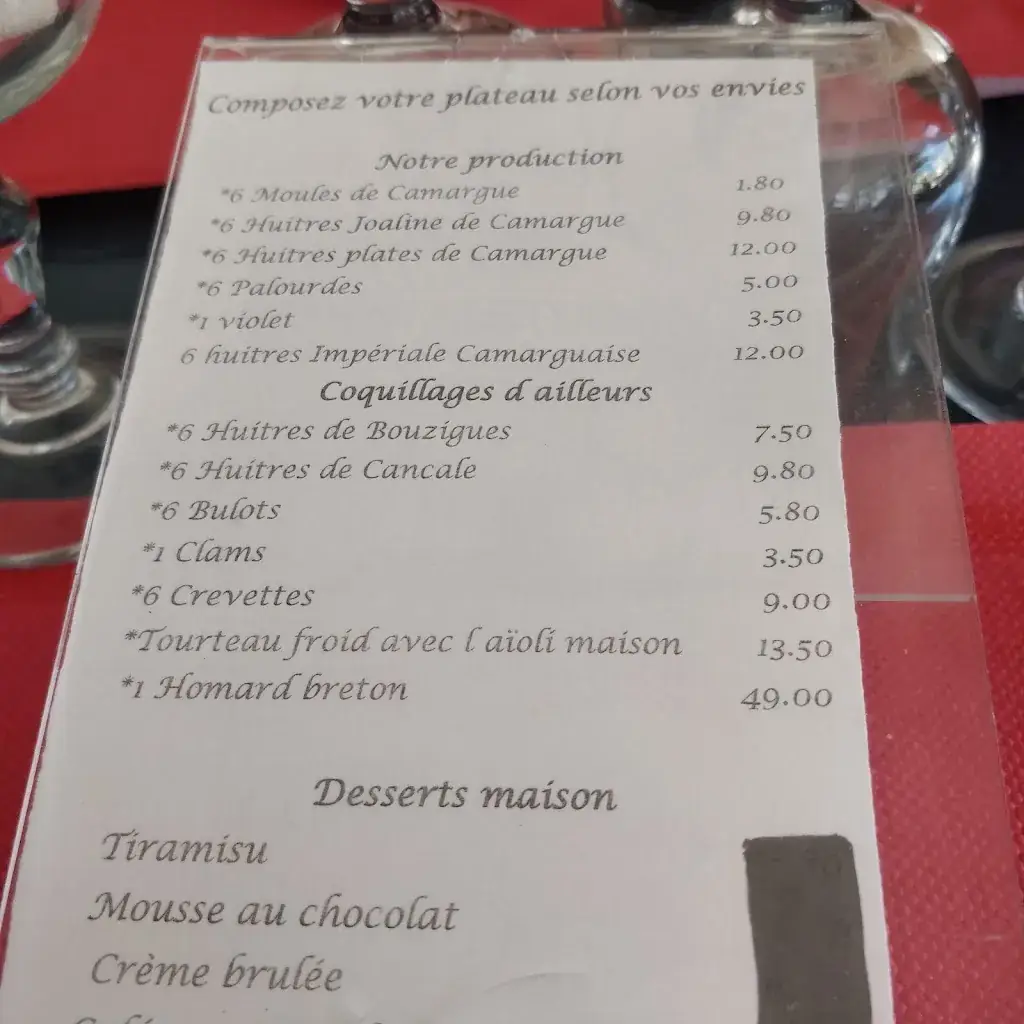 Composez votre plateau selon vos envies
Notre production
*6 Moules de Camargue 1.80
*6 Huitres Joaline de Camargue 9.80
*6 Huitres plates de Camargue 12.00
*6 Palourdes 5.00
*1 violet 3.50
6 huitres Impériale Camarguaise 12.00
Coquillages d ailleurs
*6 Huitres de Bouzigues 7.50
*6 Huitres de Cancale 9.80
*6 Bulots 5.80
*1 Clams 3.50
*6 Crevettes 9.00
*Tourteau froid avec l aïoli maison 13.50
*1 Homard breton 49.00
Desserts maison
Tiramisu
Mousse au chocolat
Crème brulée